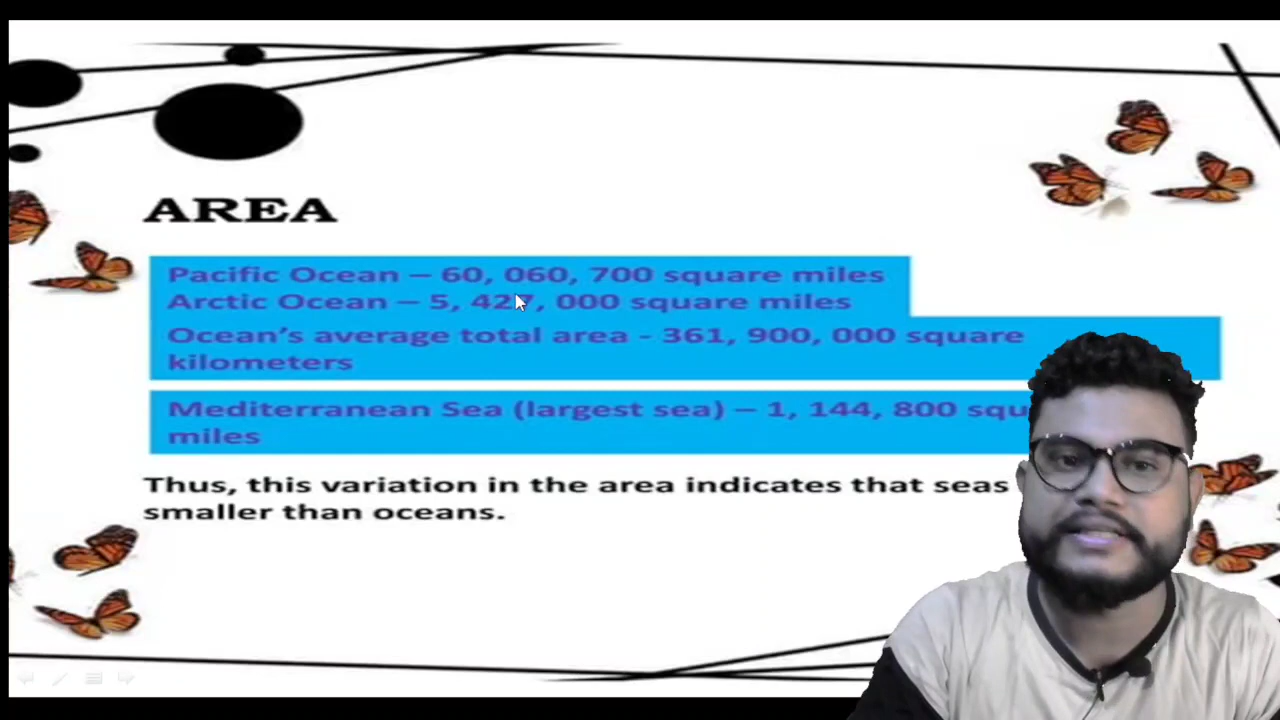 AREA
Pacific Ocean – 60, 060, 700 square miles
Arctic Ocean – 5, 427, 000 square miles
Ocean's average total area - 361, 900, 000 square
kilometers
Mediterranean Sea (largest sea) – 1, 144, 800
miles
Thus, this variation in the area indicates that seas
smaller than oceans.